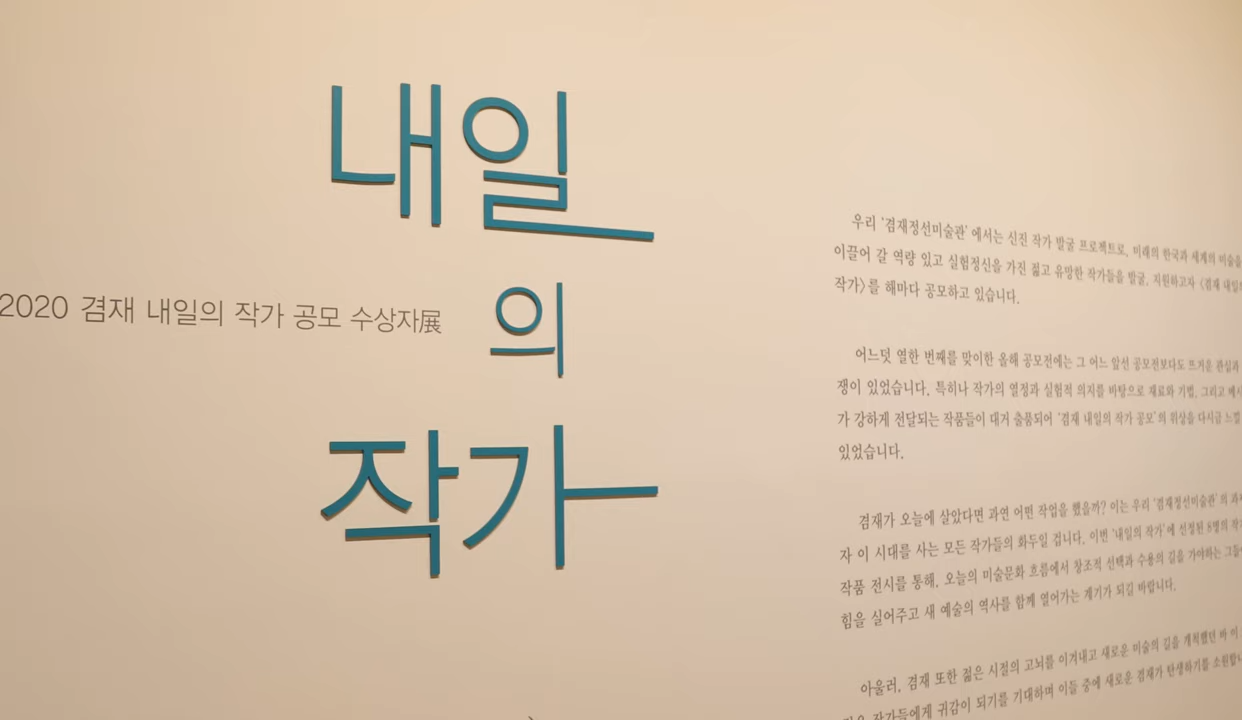 내일
의
작가
2020 겸재 내일의 작가 공모 수상자展
우리 '겸재정선미술관' 에서는 신진 작가 발굴 프로젝트로, 미래의 한국과 세계의 미술을
이끌어 갈 역량 있고 실험정신을 가진 젊고 유망한 작가들을 발굴, 지원하고자 〈겸재 내일의
작가〉를 해마다 공모하고 있습니다.
어느덧 열한 번째를 맞이한 올해 공모전에는 그 어느 앞선 공모전보다도 뜨거운 관심과
쟁이 있었습니다. 특히나 작가의 열정과 실험적 의지를 바탕으로 재료와 기법, 그리고
가 강하게 전달되는 작품들이 대거 출품되어 '겸재 내일의 작가 공모' 의 위상을 다시금 느낄
있었습니다.
겸재가 오늘에 살았다면 과연 어떤 작업을 했을까? 이는 우리 '겸재정선미술관' 의
자 이 시대를 사는 모든 작가들의 화두일 겁니다. 이번 '내일의 작가' 에 선정된
작품 전시를 통해, 오늘의 미술문화 흐름에서 창조적 선택과 수용의 길을 가야하는
힘을 실어주고 새 예술의 역사를 함께 열어가는 계기가 되길 바랍니다.
아울러, 겸재 또한 젊은 시절의 고뇌를 이겨내고 새로운 미술의 길을 개척했던 바 이
작가들에게 귀감이 되기를 기대하며 이들 중에 새로운 겸재가 탄생하기를